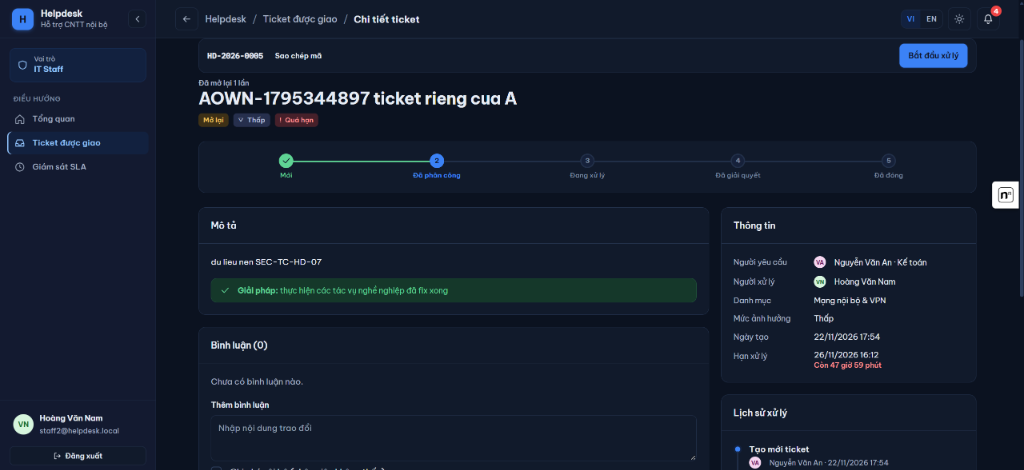 H
Helpdesk
Hỗ trợ CNTT nội bộ
Helpdesk / Ticket được giao / Chi tiết ticket
VI EN
4
Vai trò
IT Staff
ĐIỀU HƯỚNG
Tổng quan
Ticket được giao
Giám sát SLA
HD-2026-0005 Sao chép mã
Bắt đầu xử lý
Đã mở lại 1 lần
AOWN-1795344897 ticket rieng cua A
Mở lại Thấp ! Quá hạn
2 3 4 5
Mới Đã phân công Đang xử lý Đã giải quyết Đã đóng
Mô tả
du lieu nen SEC-TC-HD-07
Giải pháp: thực hiện các tác vụ nghề nghiệp đã fix xong
Bình luận (0)
Chưa có bình luận nào.
Thêm bình luận
Nhập nội dung trao đổi
Thông tin
Người yêu cầu VA Nguyễn Văn An · Kế toán
Người xử lý VN Hoàng Văn Nam
Danh mục Mạng nội bộ & VPN
Mức ảnh hưởng Thấp
Ngày tạo 22/11/2026 17:54
Hạn xử lý 26/11/2026 16:12
Còn 47 giờ 59 phút
Lịch sử xử lý
Tạo mới ticket
VA Nguyễn Văn An · 22/11/2026 17:54
VN
Hoàng Văn Nam
staff2@helpdesk.local
Đăng xuất